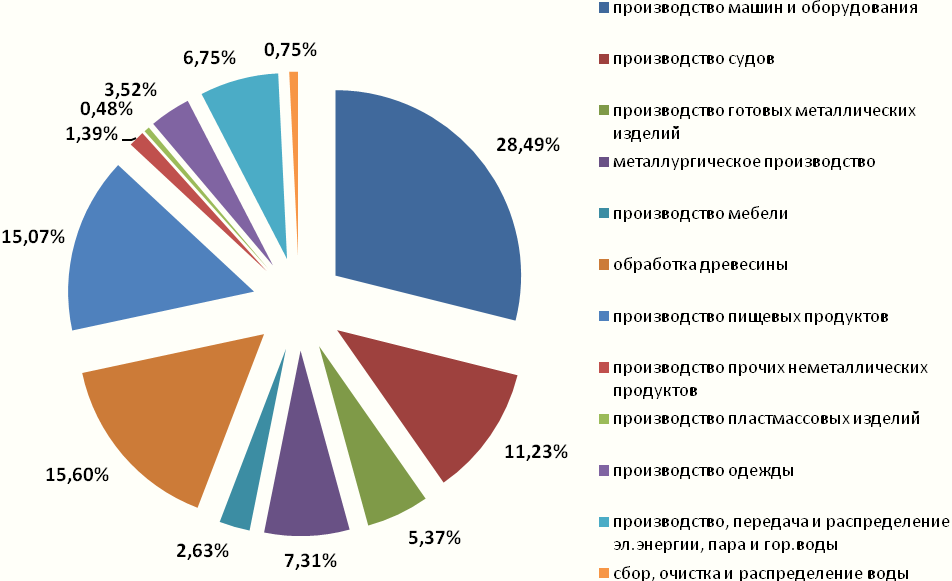 0,75%
6,75%
3,52%
0,48%
1,39%
15,07%
28,49%
15,60%
11,23%
2,63%
7,31%
5,37%
производство машин и оборудования
производство судов
производство готовых металлических
изделий
металлургическое производство
производство мебели
обработка древесины
производство пищевых продуктов
производство прочих неметаллических
продуктов
производство пластмассовых изделий
производство одежды
производство, передача и распределение
эл.энергии, пара и гор.воды
сбор, очистка и распределение воды